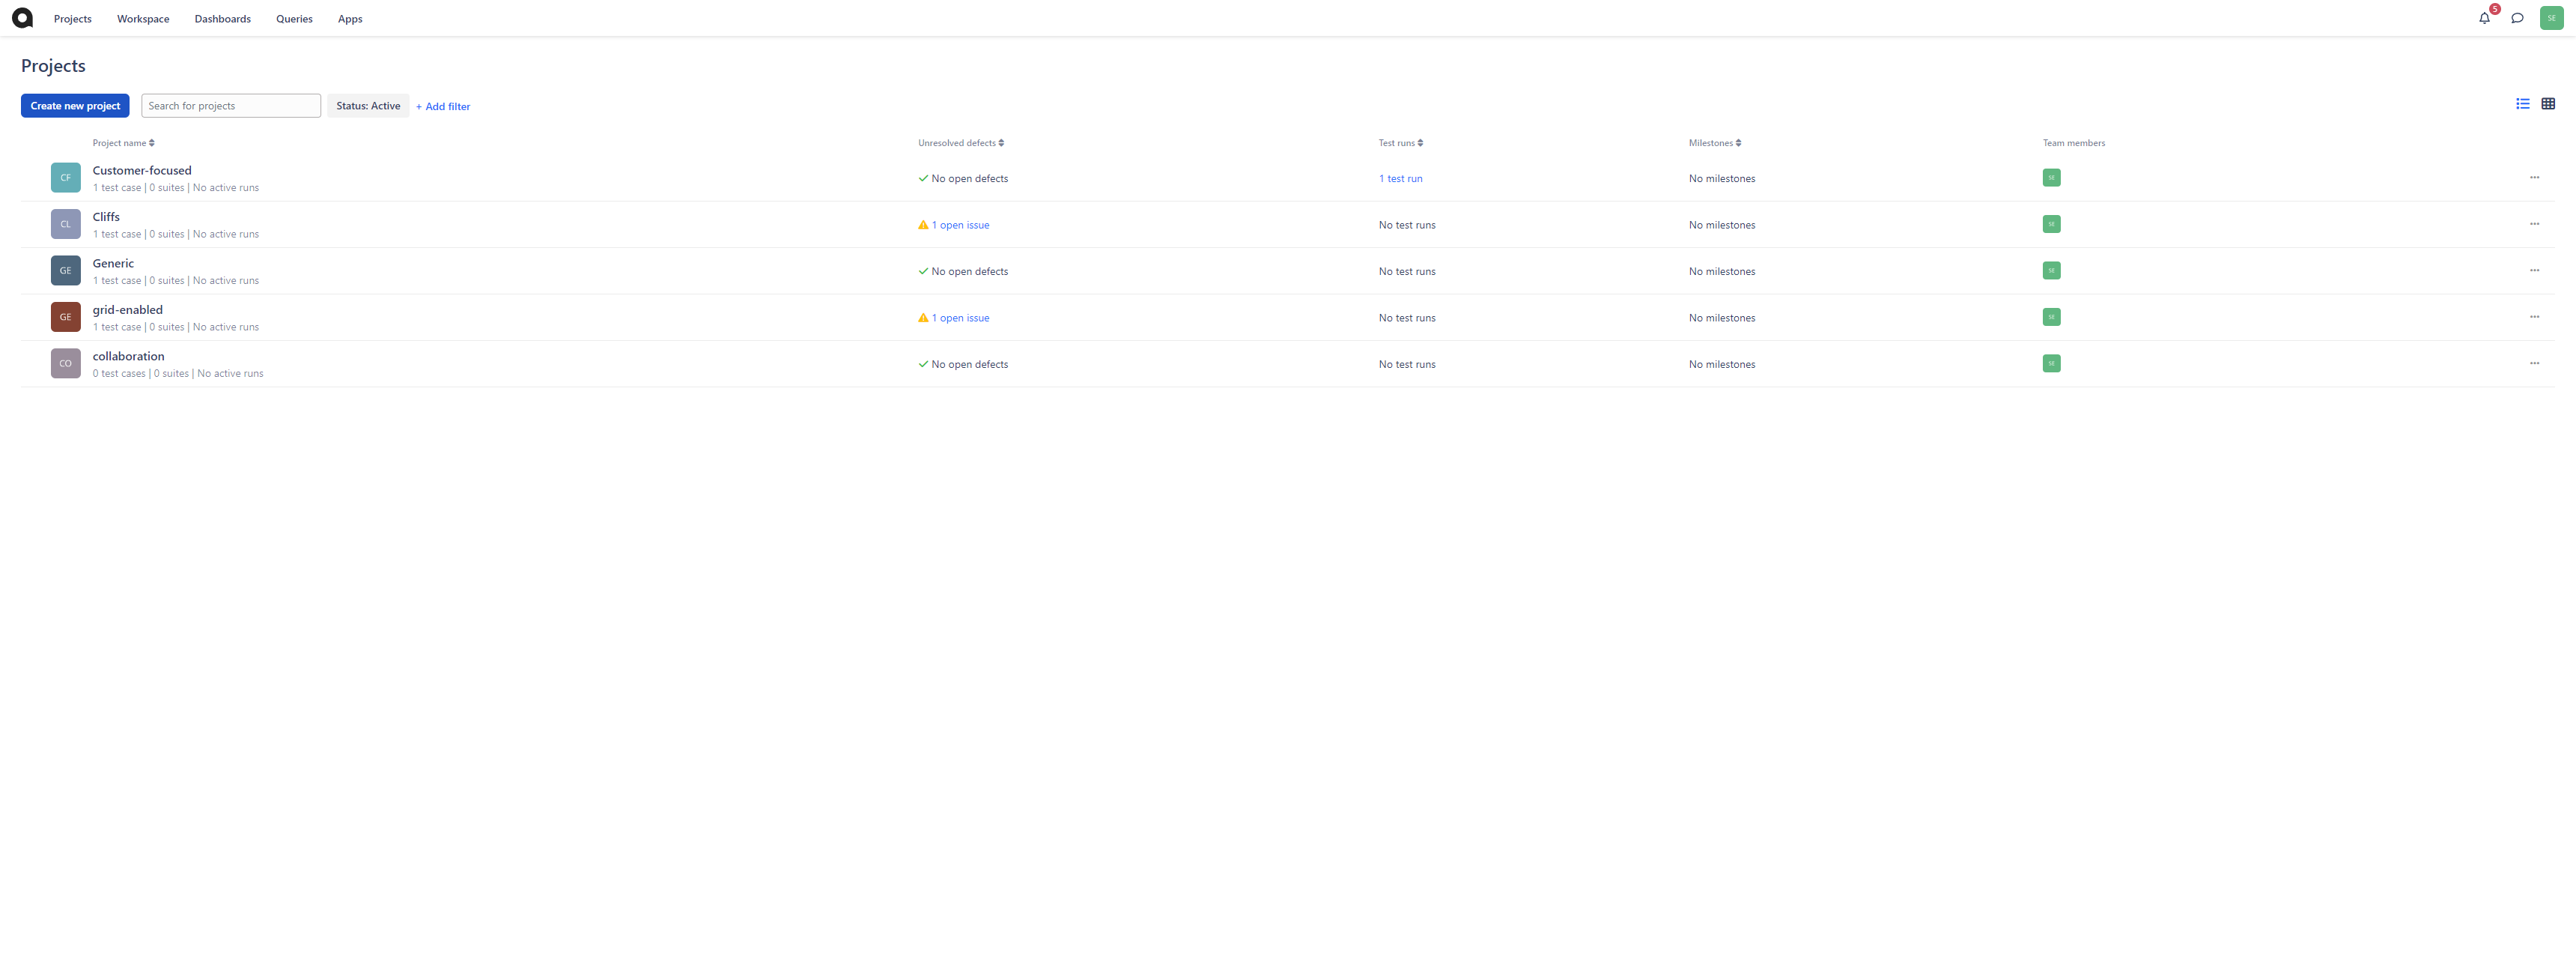 Projects Workspace Dashboards Queries Apps 5 SE
Projects
Create new project Search for projects Status: Active + Add filter
Project name Unresolved defects Test runs Milestones Team members
CF Customer-focused
1 test case | 0 suites | No active runs No open defects 1 test run No milestones SE
CL Cliffs
1 test case | 0 suites | No active runs 1 open issue No test runs No milestones SE
GE Generic
1 test case | 0 suites | No active runs No open defects No test runs No milestones SE
GE grid-enabled
1 test case | 0 suites | No active runs 1 open issue No test runs No milestones SE
CO collaboration
0 test cases | 0 suites | No active runs No open defects No test runs No milestones SE